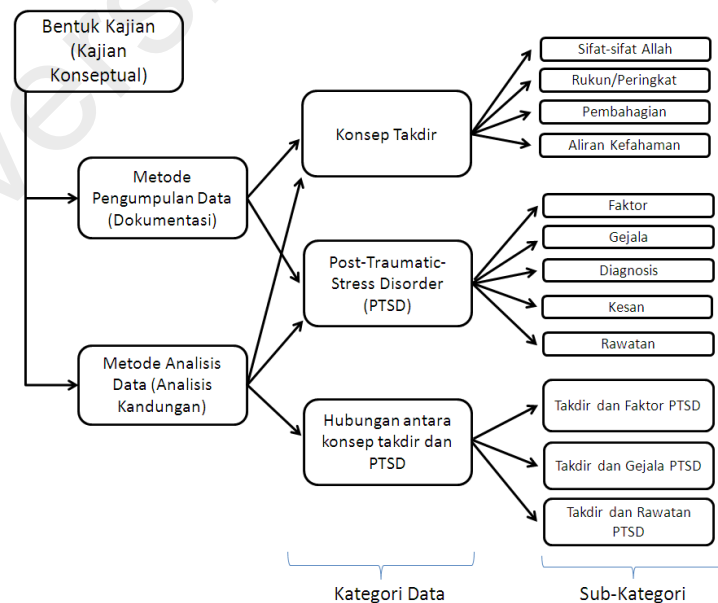 Bentuk Kajian
(Kajian
Konseptual)
Metode
Pengumpulan Data
(Dokumentasi)
Metode Analisis
Data (Analisis
Kandungan)
Konsep Takdir
Post-Traumatic-
Stress Disorder
(PTSD)
Hubungan antara
konsep takdir dan
PTSD
Sifat-sifat Allah
Rukun/Peringkat
Pembahagian
Aliran Kefahaman
Faktor
Gejala
Diagnosis
Kesan
Rawatan
Takdir dan Faktor PTSD
Takdir dan Gejala PTSD
Takdir dan Rawatan
PTSD
Kategori Data
Sub-Kategori